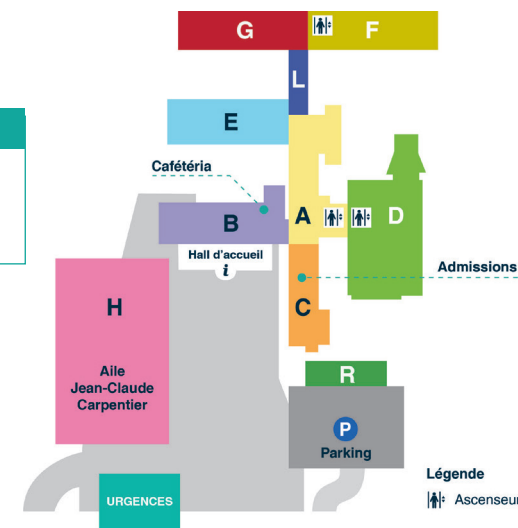 G
F
L
E
Cafétéria
B
A
D
Hall d'accueil
i
Admissions
H
C
Aile
Jean-Claude
Carpentier
R
P
Parking
Légende
Ascenseur
URGENCES